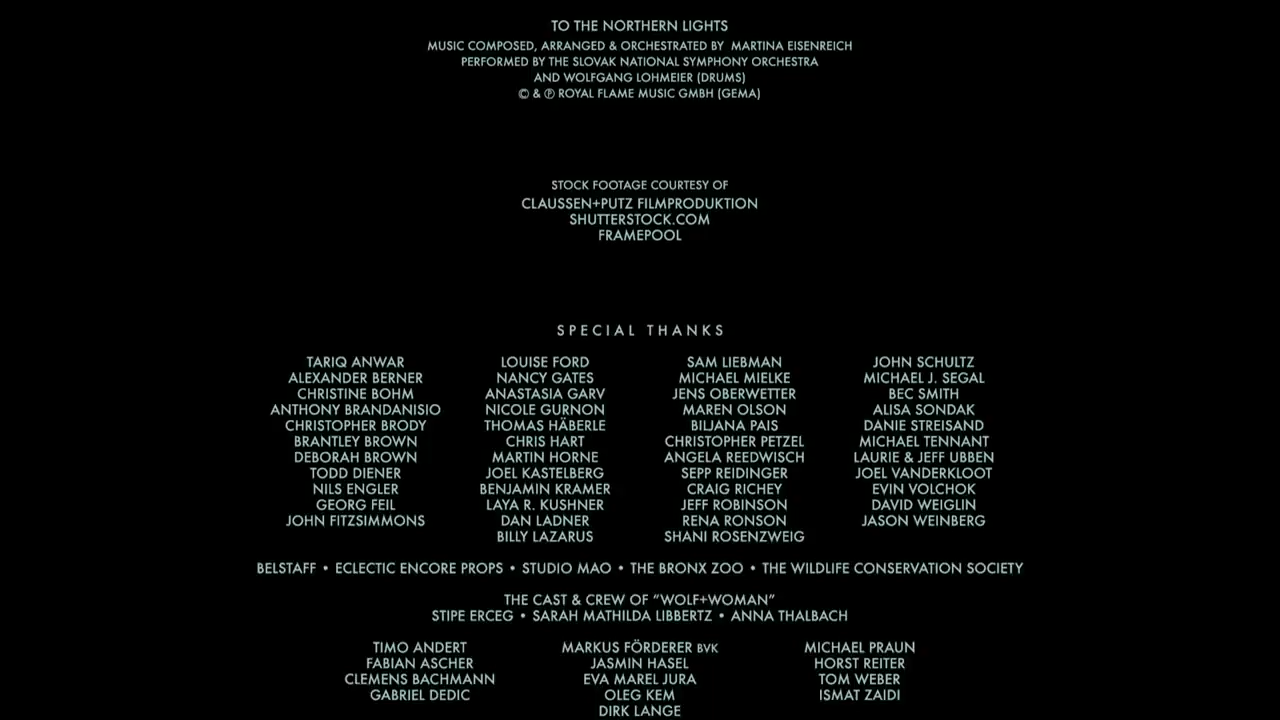 TO THE NORTHERN LIGHTS
MUSIC COMPOSED, ARRANGED & ORCHESTRATED BY MARTINA EISENREICH
PERFORMED BY THE SLOVAK NATIONAL SYMPHONY ORCHESTRA
AND WOLFGANG LOHMEIER (DRUMS)
© & ℗ ROYAL FLAME MUSIC GMBH (GEMA)
STOCK FOOTAGE COURTESY OF
CLAUSSEN+PUTZ FILMPRODUKTION
SHUTTERSTOCK.COM
FRAMEPOOL
SPECIAL THANKS
TARIQ ANWAR LOUISE FORD SAM LIEBMAN JOHN SCHULTZ
ALEXANDER BERNER NANCY GATES MICHAEL MIELKE MICHAEL J. SEGAL
CHRISTINE BOHM ANASTASIA GARV JENS OBERWETTER BEC SMITH
ANTHONY BRANDANISIO NICOLE GURNON MAREN OLSON ALISA SONDAK
CHRISTOPHER BRODY THOMAS HÄBERLE BILJANA PAIS DANIE STREISAND
BRANTLEY BROWN CHRIS HART CHRISTOPHER PETZEL MICHAEL TENNANT
DEBORAH BROWN MARTIN HORNE ANGELA REEDWISCH LAURIE & JEFF UBBEN
TODD DIENER JOEL KASTELBERG SEPP REIDINGER JOEL VANDERKLOOT
NILS ENGLER BENJAMIN KRAMER CRAIG RICHEY EVIN VOLCHOK
GEORG FEIL LAYA R. KUSHNER JEFF ROBINSON DAVID WEIGLIN
JOHN FITZSIMMONS DAN LADNER RENA RONSON JASON WEINBERG
BILLY LAZARUS SHANI ROSENZWEIG
BELSTAFF • ECLECTIC ENCORE PROPS • STUDIO MAO • THE BRONX ZOO • THE WILDLIFE CONSERVATION SOCIETY
THE CAST & CREW OF "WOLF+WOMAN"
STIPE ERCEG • SARAH MATHILDA LIBBERTZ • ANNA THALBACH
TIMO ANDERT MARKUS FÖRDERER BVK MICHAEL PRAUN
FABIAN ASCHER JASMIN HASEL HORST REITER
CLEMENS BACHMANN EVA MAREL JURA TOM WEBER
GABRIEL DEDIC OLEG KEM ISMAT ZAIDI
DIRK LANGE